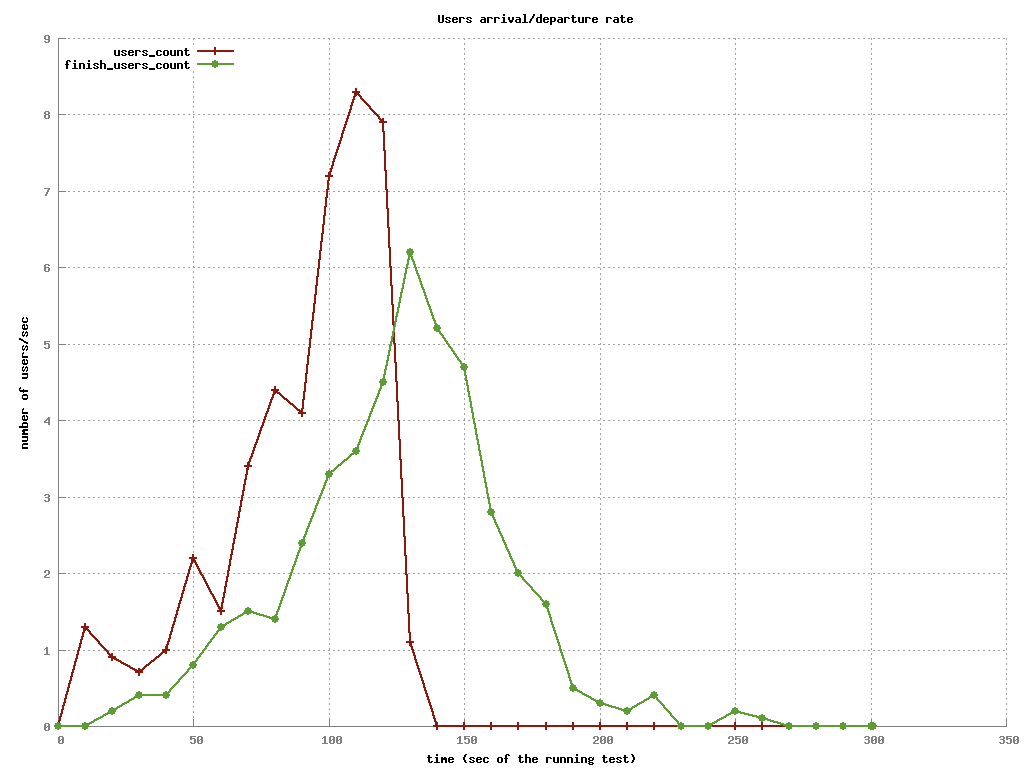 Users arrival/departure rate
users_count
finish_users_count
9
8
7
6
5
4
3
2
1
0
number of users/sec
0 50 100 150 200 250 300 350
time (sec of the running test)